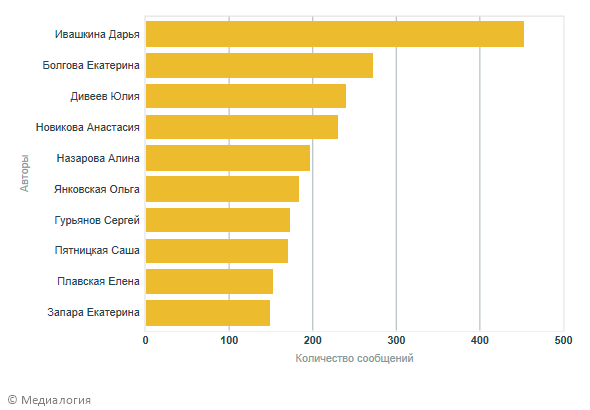 Ивашкина Дарья
Болгова Екатерина
Дивеев Юлия
Новикова Анастасия
Назарова Алина
Янковская Ольга
Гурьянов Сергей
Пятницкая Саша
Плавская Елена
Запара Екатерина
Авторы
0 100 200 300 400 500
Количество сообщений
© Медиалогия